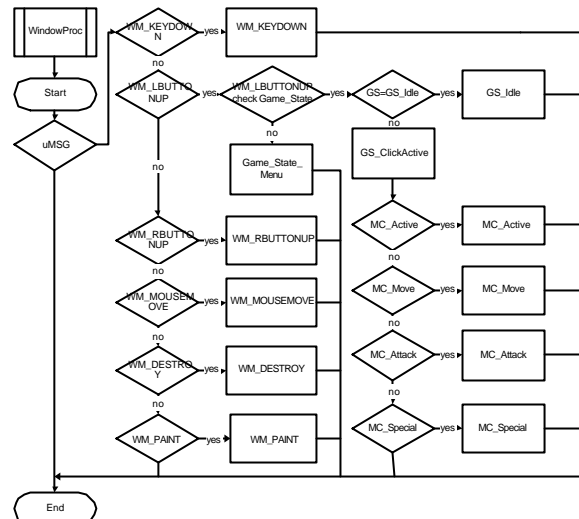 WindowProc
WM_KEYDOW
N
yes
WM_KEYDOWN
no
Start
WM_LBUTTO
NUP
yes
WM_LBUTTONUP
check Game_State
yes
GS=GS_Idle
yes
GS_Idle
no
no
uMSG
Game_State_
Menu
GS_ClickActive
no
WM_RBUTTO
NUP
yes
WM_RBUTTONUP
MC_Active
yes
MC_Active
no
no
WM_MOUSEMO
VE
yes
WM_MOUSEMOVE
MC_Move
yes
MC_Move
no
no
WM_DESTRO
Y
yes
WM_DESTROY
MC_Attack
yes
MC_Attack
no
no
WM_PAINT
yes
WM_PAINT
MC_Special
yes
MC_Special
End